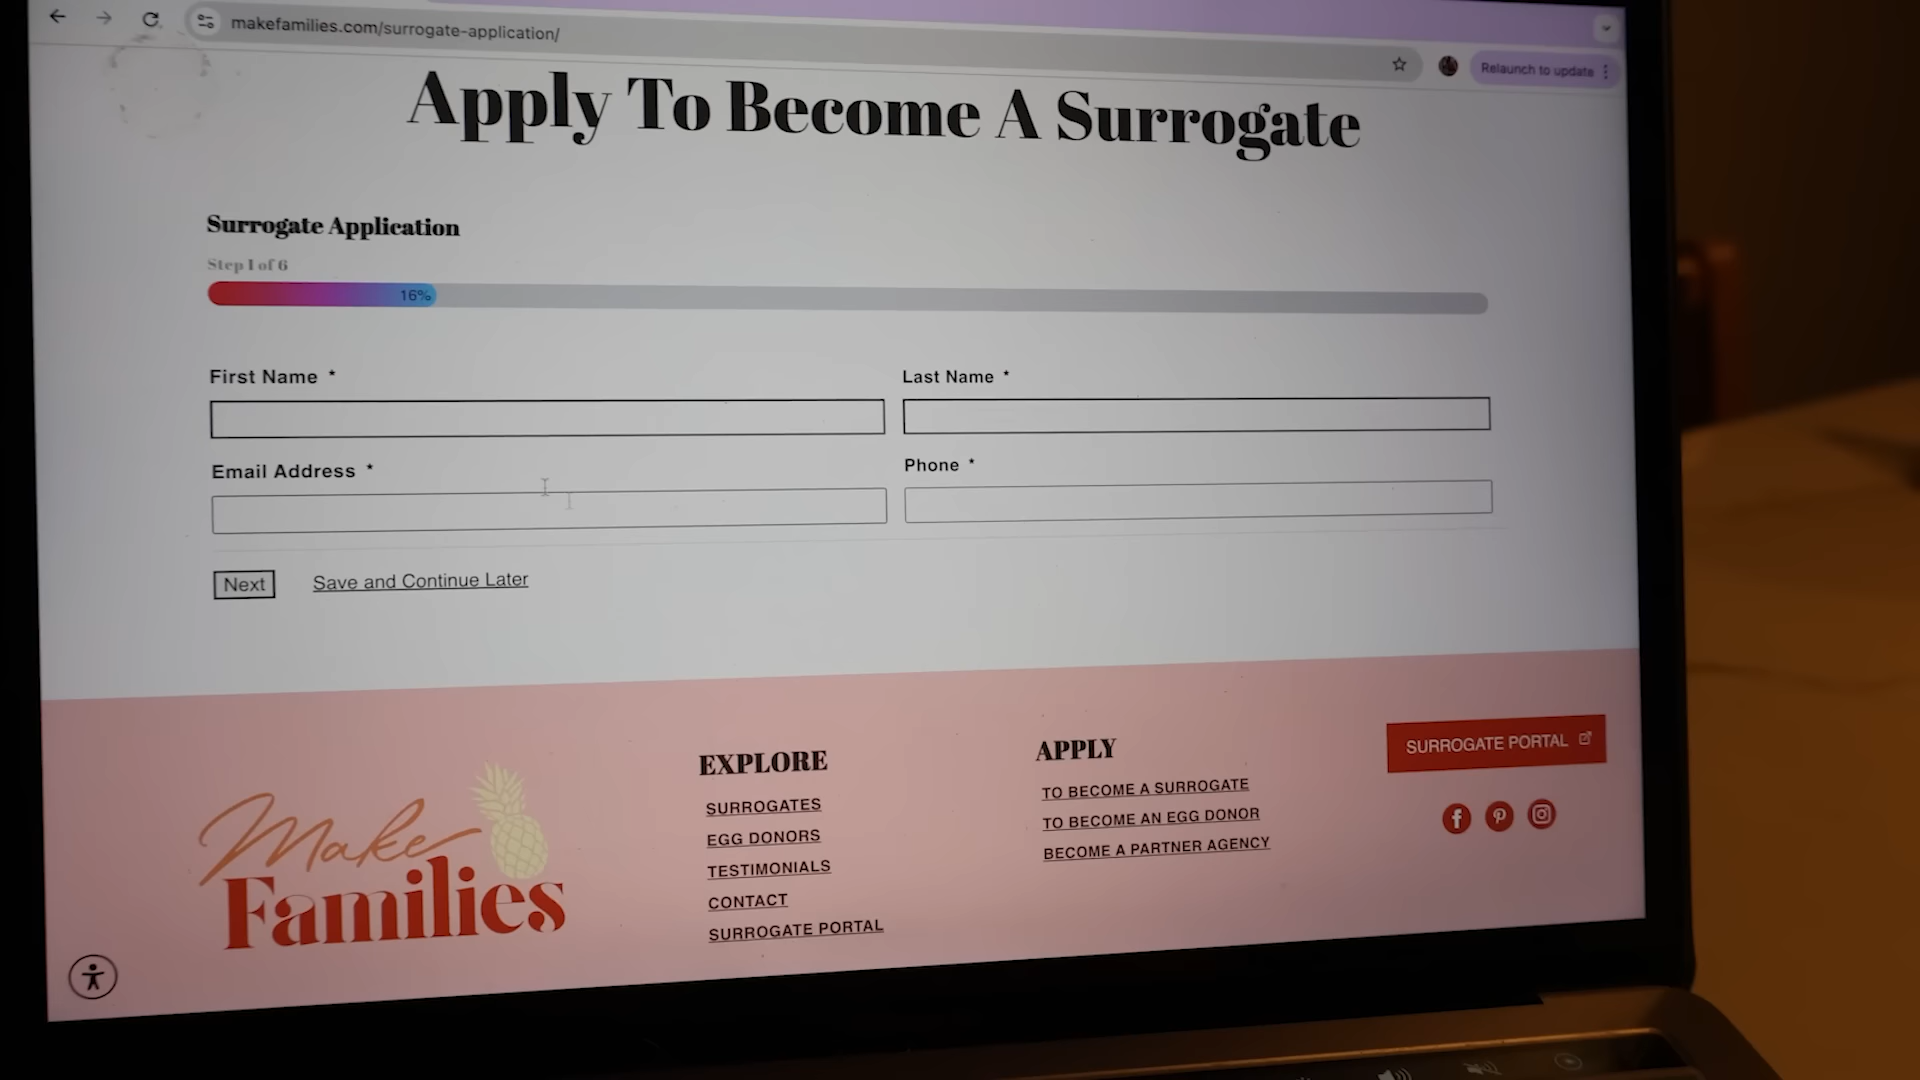 makefamilies.com/surrogate-application/
Relaunch to update
Apply To Become A Surrogate
Surrogate Application
Step 1 of 6
16%
First Name *
Last Name *
Email Address *
Phone *
Next
Save and Continue Later
Make
Families
EXPLORE
SURROGATES
EGG DONORS
TESTIMONIALS
CONTACT
SURROGATE PORTAL
APPLY
TO BECOME A SURROGATE
TO BECOME AN EGG DONOR
BECOME A PARTNER AGENCY
SURROGATE PORTAL